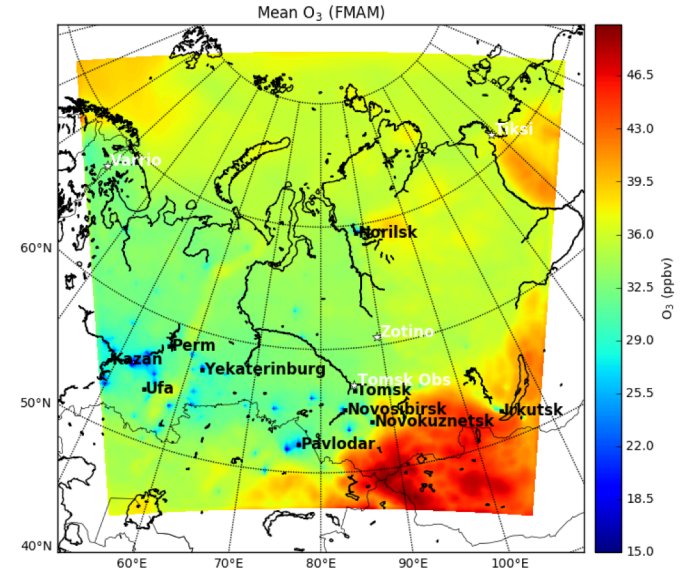 Mean O₃ (FMAM)
Tiksi
Varrio
60°N
Norilsk
Zotino
Perm
Kazan
Yekaterinburg
Ufa
Tomsk Obs
Tomsk
50°N
Novosibirsk
Irkutsk
Novokuznetsk
Pavlodar
40°N
60°E
70°E
80°E
90°E
100°E
46.5
43.0
39.5
36.0
32.5
29.0
25.5
22.0
18.5
15.0
O₃ (ppbv)